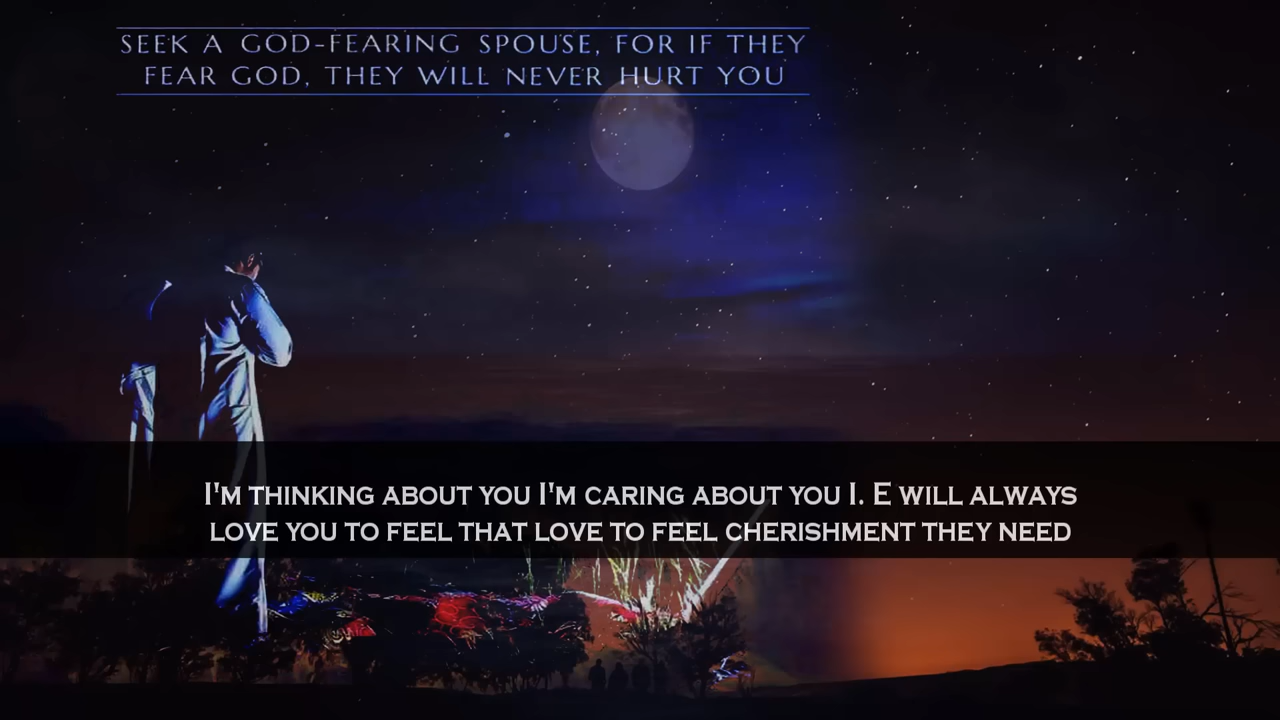 SEEK A GOD-FEARING SPOUSE, FOR IF THEY
FEAR GOD, THEY WILL NEVER HURT YOU
I'M THINKING ABOUT YOU I'M CARING ABOUT YOU I. E WILL ALWAYS
LOVE YOU TO FEEL THAT LOVE TO FEEL CHERISHMENT THEY NEED